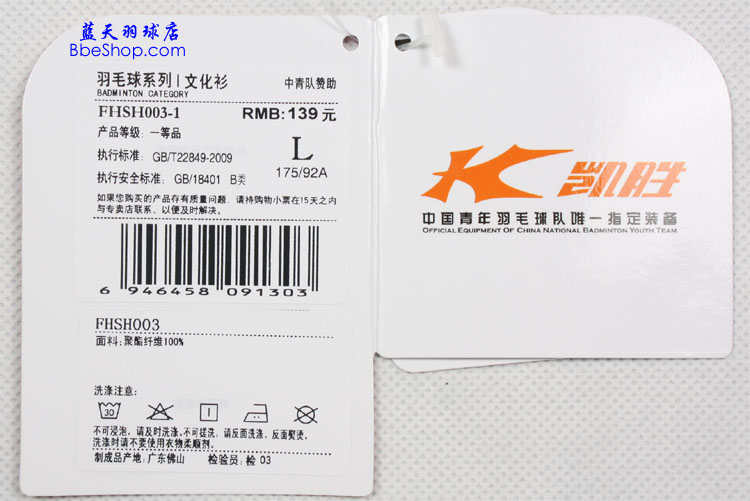 蓝天羽球店
BbeShop.com
羽毛球系列 | 文化衫
中青队赞助
BADMINTON CATEGORY
FHSH003-1
RMB: 139 元
产品等级: 一等品
L
执行标准: GB/T22849-2009
175/92A
执行安全标准: GB/18401 B类
如果您购买的产品存有质量问题, 请持购物小票在15天之内
与专卖店联系, 以便及时解决。
6 946458 091303
FHSH003
面料: 聚酯纤维100%
洗涤注意:
30
不可浸泡, 请及时洗涤, 不可搓洗, 请反面洗涤、反面熨烫。
洗涤时请不要使用衣物柔顺剂。
制成品产地: 广东佛山 检验员: 检 03
K 凯胜
中国青年羽毛球队唯一指定装备
OFFICIAL EQUIPMENT OF CHINA NATIONAL BADMINTON YOUTH TEAM